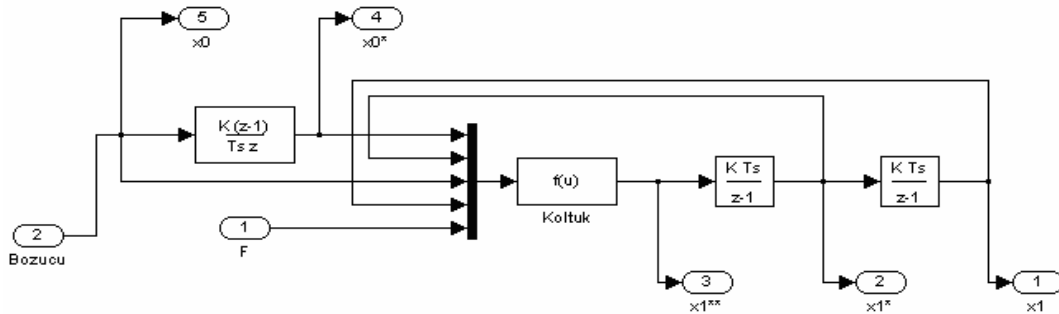 5
x0
4
x0*
K (z-1)
Ts z
f(u)
Koltuk
K Ts
z-1
K Ts
z-1
2
Bozucu
1
F
3
x1**
2
x1*
1
x1